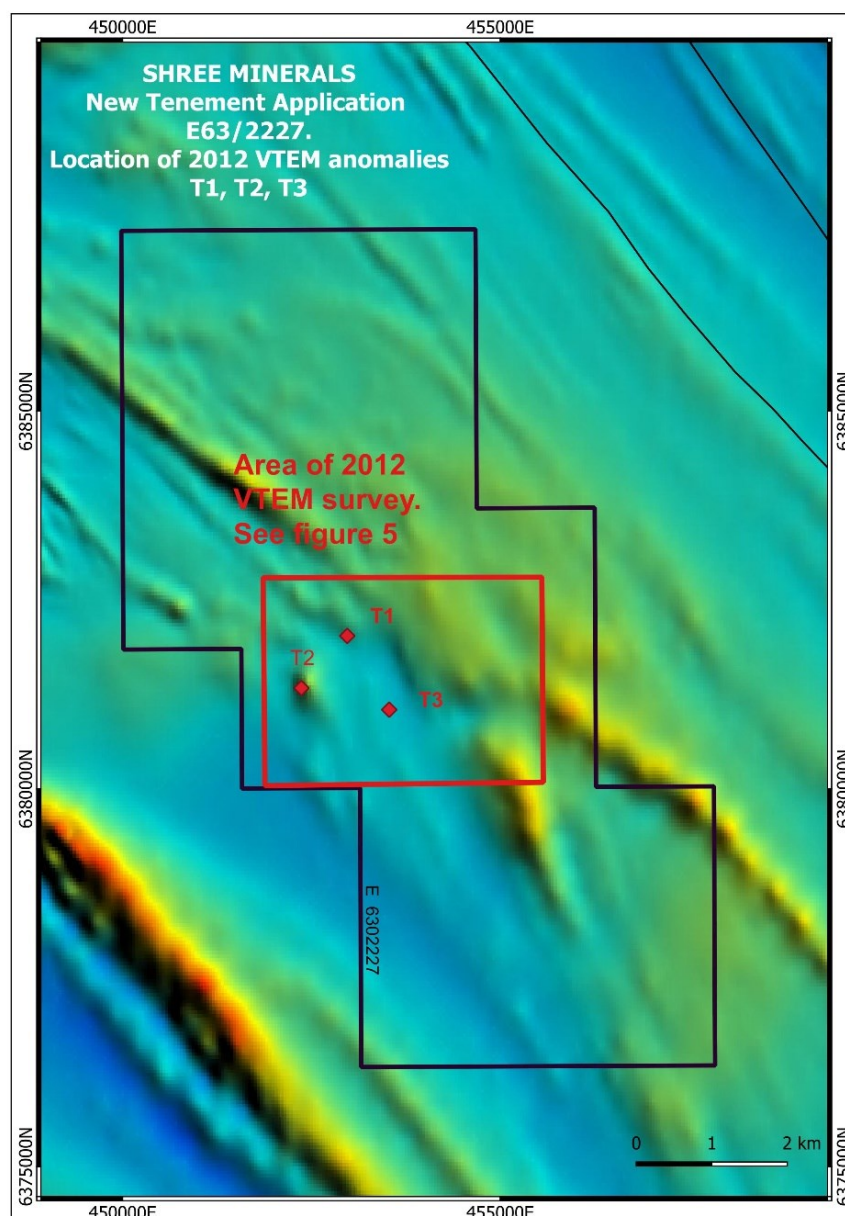 450000E
455000E
SHREE MINERALS
New Tenement Application
E63/2227.
Location of 2012 VTEM anomalies
T1, T2, T3
6385000N
6385000N
Area of 2012
VTEM survey.
See figure 5
T1
T2
T3
6380000N
6380000N
E 6302227
0 1 2 km
6375000N
6375000N
450000E
455000E